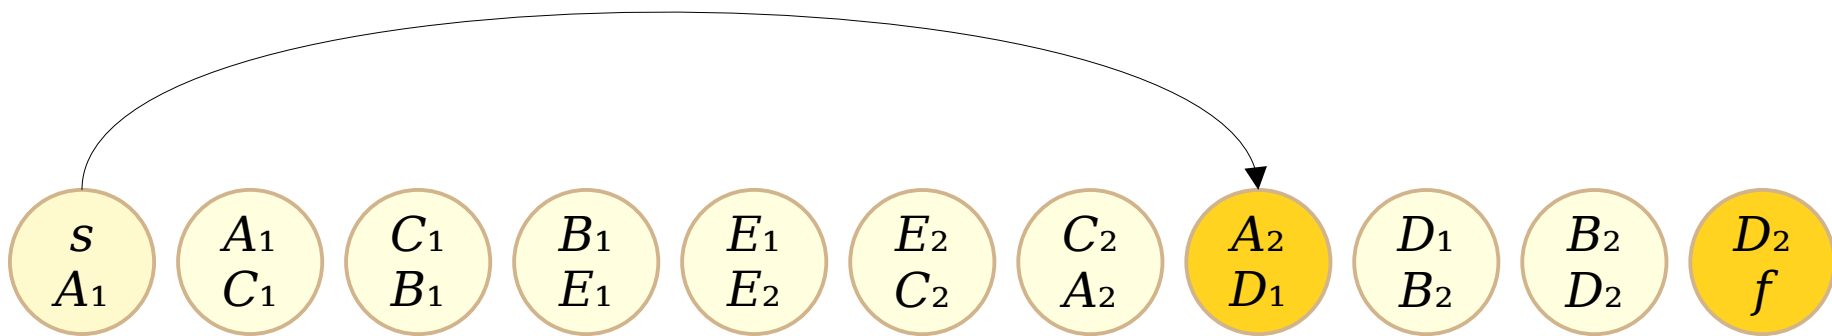 s A₁ C₁ B₁ E₁ E₂ C₂ A₂ D₁ B₂ D₂
A₁ C₁ B₁ E₁ E₂ C₂ A₂ D₁ B₂ D₂ f